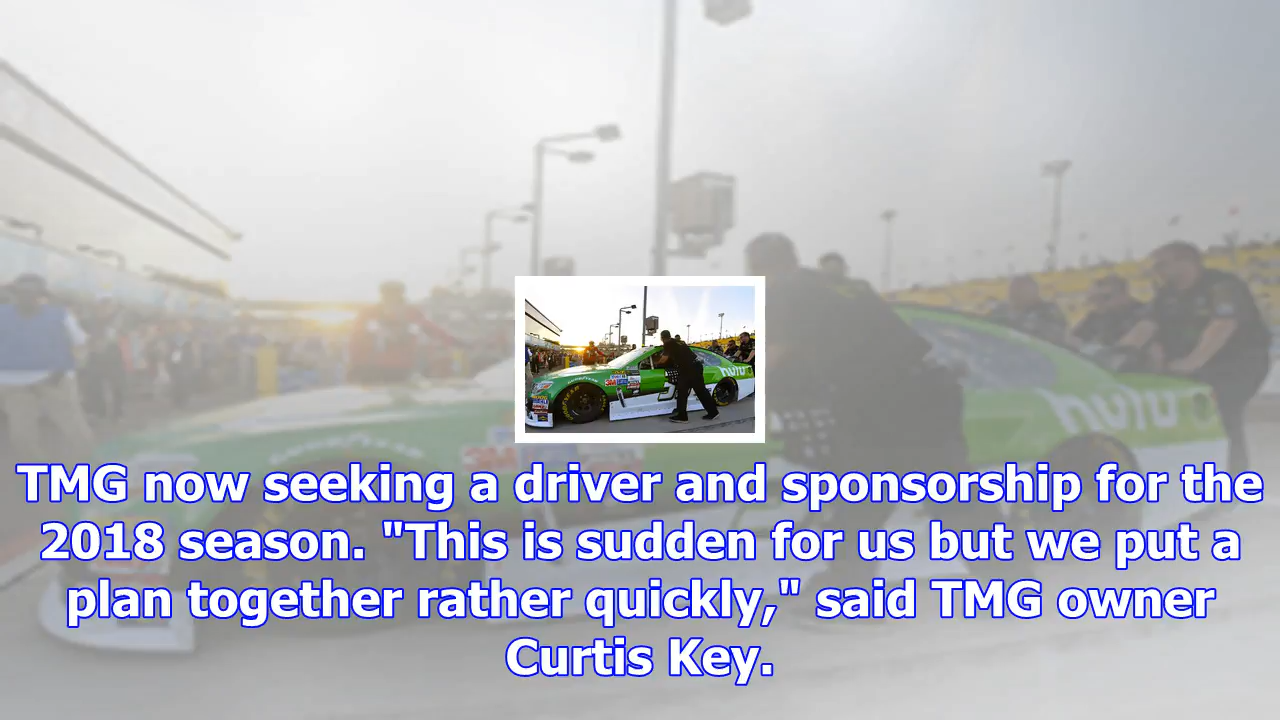 hulu
TMG now seeking a driver and sponsorship for the
2018 season. "This is sudden for us but we put a
plan together rather quickly," said TMG owner
Curtis Key.